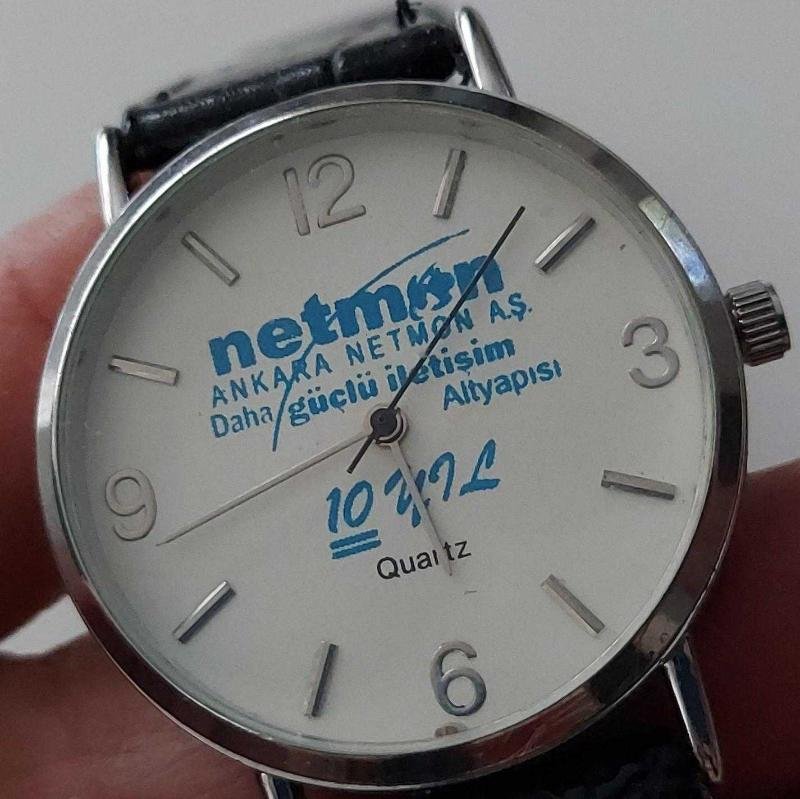 12
netmon
ANKARA NETMON A.Ş.
Daha güçlü iletişim
Altyapısı
3
9
10 YIL
Quartz
6